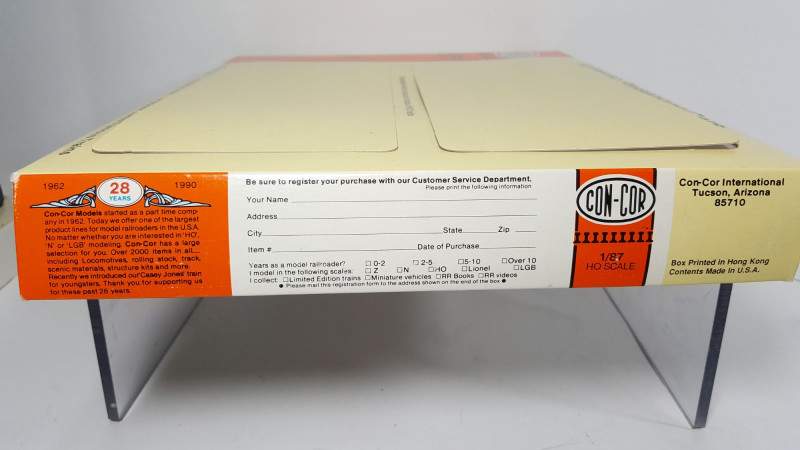 1962 28 YEARS 1990
Con-Cor Models started as a part time comp-
any in 1962. Today we offer one of the largest
product lines for model railroaders in the U.S.A.
No matter whether you are interested in 'HO',
'N' or 'LGB' modeling, Con-Cor has a large
selection for you. Over 2000 items in all....
including Locomotives, rolling stock, track,
scenic materials, structure kits and more.
Recently we introduced our 'Casey Jones' train
for youngsters. Thank you for supporting us
for these past 28 years.
Be sure to register your purchase with our Customer Service Department.
Please print the following information
Your Name
Address
City State Zip
Item # Date of Purchase
Years as a model railroader? □ 0-2 □ 2-5 □ 5-10 □ Over 10
I model in the following scales: □ Z □ N □ HO □ Lionel □ LGB
I collect: □ Limited Edition trains □ Miniature vehicles □ RR Books □ RR videos
● Please mail this registration form to the address shown on the end of the box ●
CON-COR
1/87
HO SCALE
Con-Cor International
Tucson, Arizona
85710
Box Printed in Hong Kong
Contents Made In U.S.A.